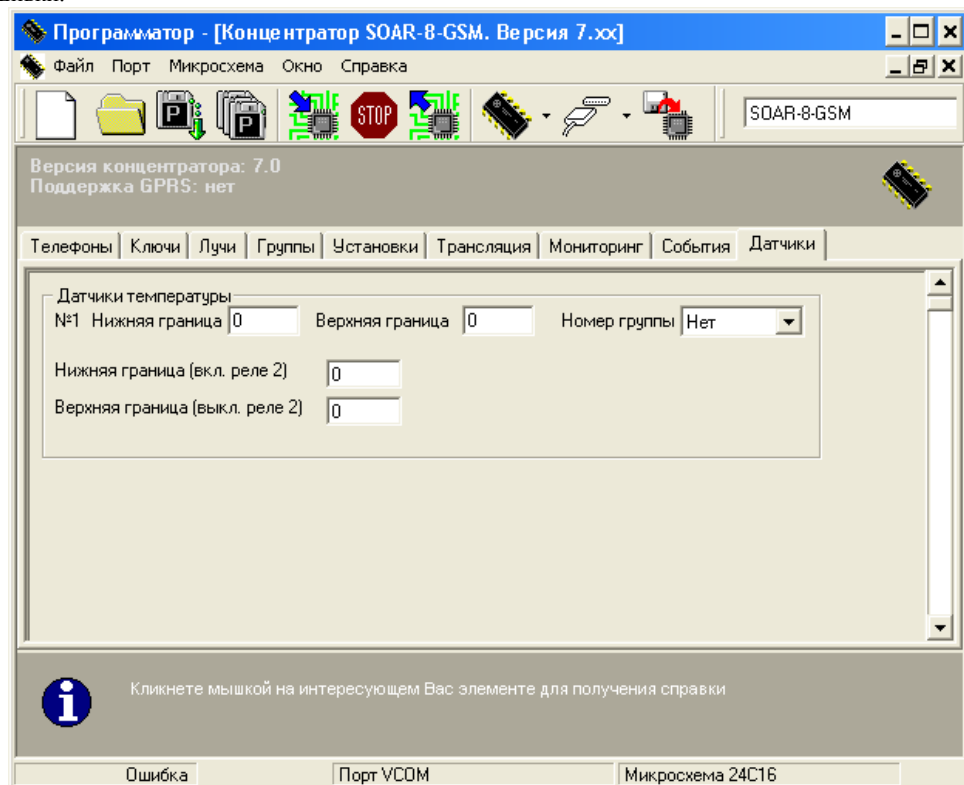 Программатор - [Концентратор SOAR-8-GSM. Версия 7.xx]
Файл Порт Микросхема Окно Справка
P P STOP SOAR-8-GSM
Версия концентратора: 7.0
Поддержка GPRS: нет
Телефоны Ключи Лучи Группы Установки Трансляция Мониторинг События Датчики
Датчики температуры
№1 Нижняя граница 0 Верхняя граница 0 Номер группы Нет
Нижняя граница (вкл. реле 2) 0
Верхняя граница (выкл. реле 2) 0
Кликнете мышкой на интересующем Вас элементе для получения справки
Ошибка Порт VCOM Микросхема 24C16